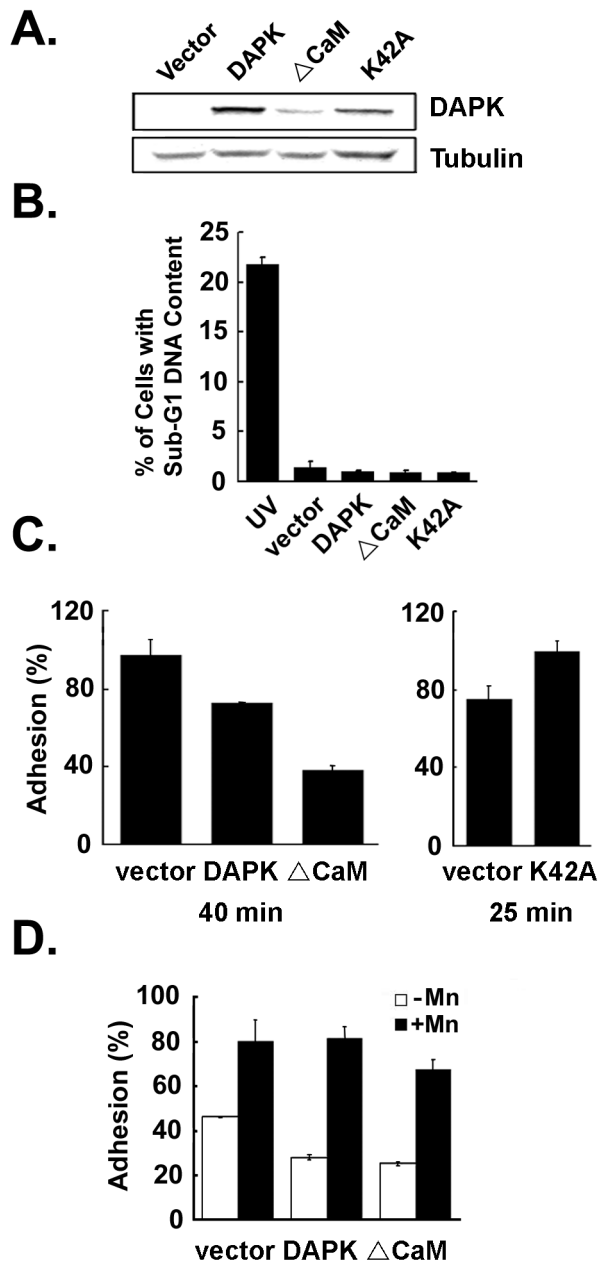 A.
Vector DAPK △CaM K42A
DAPK
Tubulin
B.
% of Cells with
Sub-G1 DNA Content
25
20
15
10
5
0
UV vector DAPK △CaM K42A
C.
Adhesion (%)
120
80
40
0
vector DAPK △CaM
40 min
120
80
40
0
vector K42A
25 min
D.
Adhesion (%)
100
80
60
40
20
0
-Mn
+Mn
vector DAPK △CaM